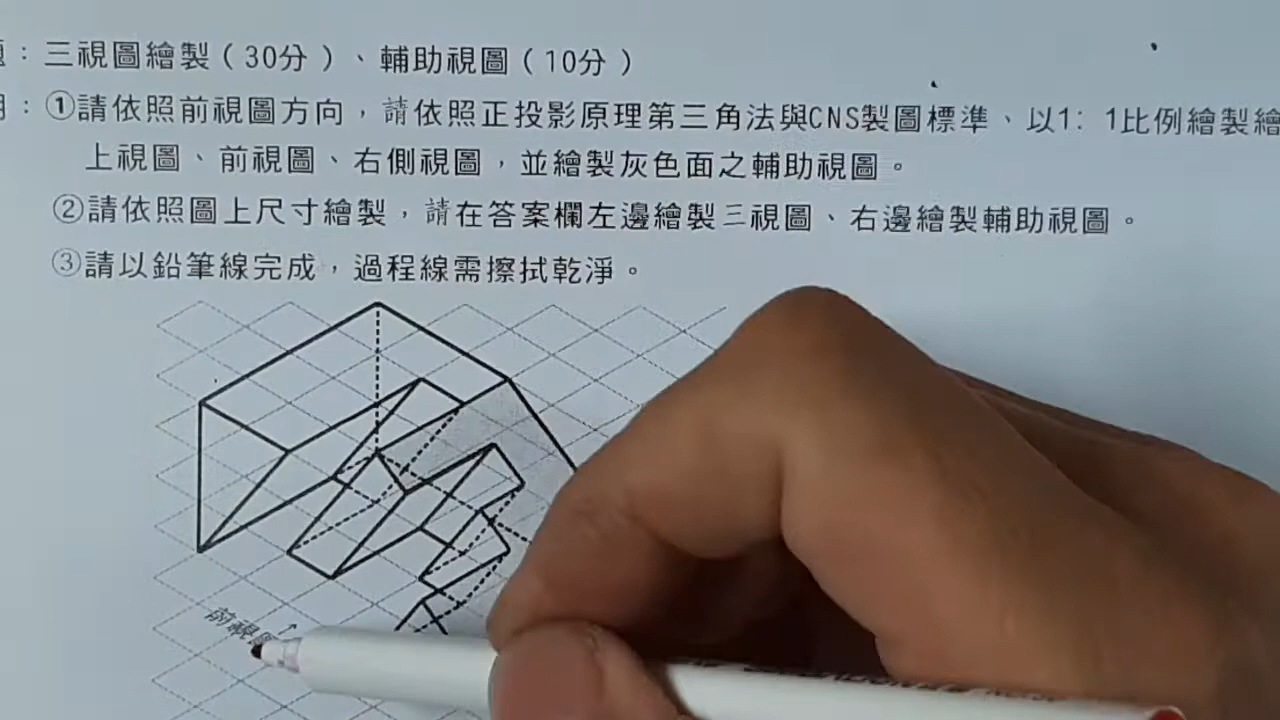 ：三視圖繪製（30分）、輔助視圖（10分）
：①請依照前視圖方向，請依照正投影原理第三角法與CNS製圖標準、以1：1比例繪製繪
上視圖、前視圖、右側視圖，並繪製灰色面之輔助視圖。
②請依照圖上尺寸繪製，請在答案欄左邊繪製三視圖、右邊繪製輔助視圖。
③請以鉛筆線完成，過程線需擦拭乾淨。
前視